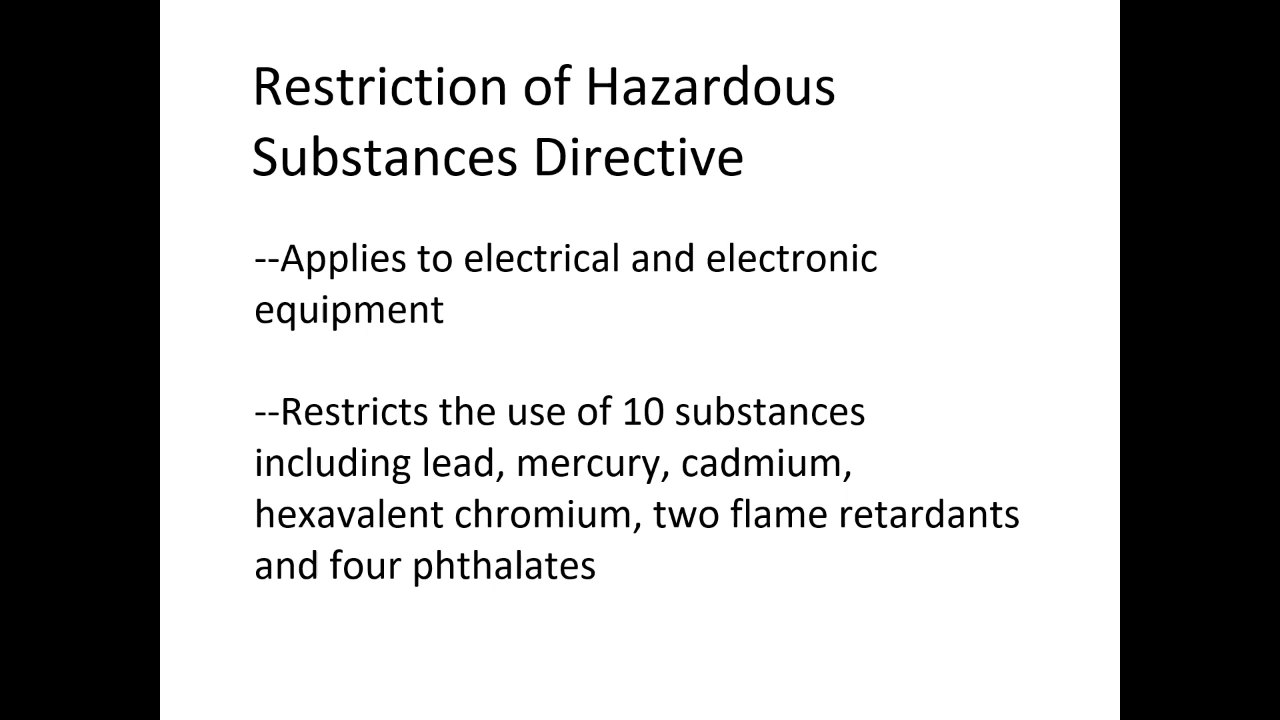 Restriction of Hazardous
Substances Directive
--Applies to electrical and electronic
equipment
--Restricts the use of 10 substances
including lead, mercury, cadmium,
hexavalent chromium, two flame retardants
and four phthalates